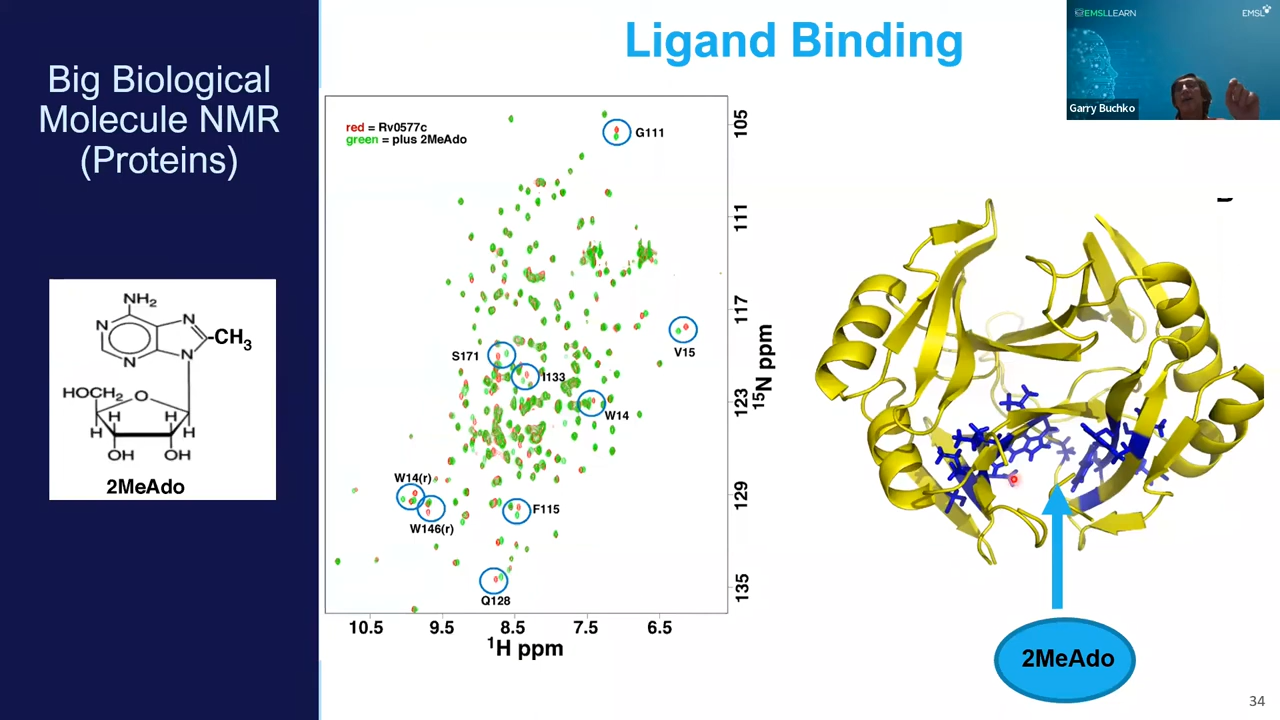 Big Biological
Molecule NMR
(Proteins)
NH₂
N
N
N
N
-CH₃
HOCH₂
O
H
H
H
H
OH
OH
2MeAdo
Ligand Binding
red = Rv0577c
green = plus 2MeAdo
G111
V15
S171
I133
W14
W14(r)
W146(r)
F115
Q128
105
111
117
123
129
135
¹⁵N ppm
10.5
9.5
8.5
7.5
6.5
¹H ppm
EMSLLEARN
EMSL
Garry Buchko
2MeAdo
34